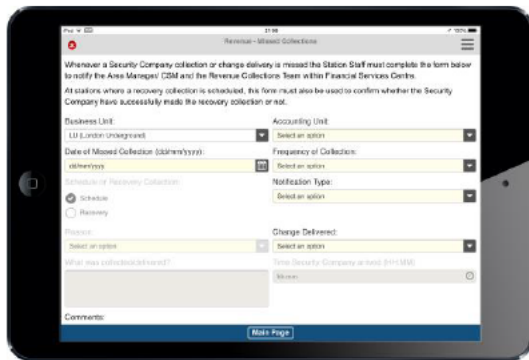 iPad
21:58
Revenue - Missed Collections
Whenever a Security Company collection or change delivery is missed the Station Staff must complete the form below
to notify the Area Manager/ CSM and the Revenue Collections Team within Financial Services Centre.
At stations where a recovery collection is scheduled, this form must also be used to confirm whether the Security
Company have successfully made the recovery collection or not.
Business Unit:
LU (London Underground)
Accounting Unit:
Select an option
Date of Missed Collection (dd/mm/yyyy):
dd/mm/yyyy
Frequency of Collection:
Select an option
Schedule or Recovery Collection:
Schedule
Recovery
Notification Type:
Select an option
Reason:
Select an option
Change Delivered:
Select an option
What was collected/delivered?:
Time Security Company arrived (HH:MM)
Comments:
Main Page